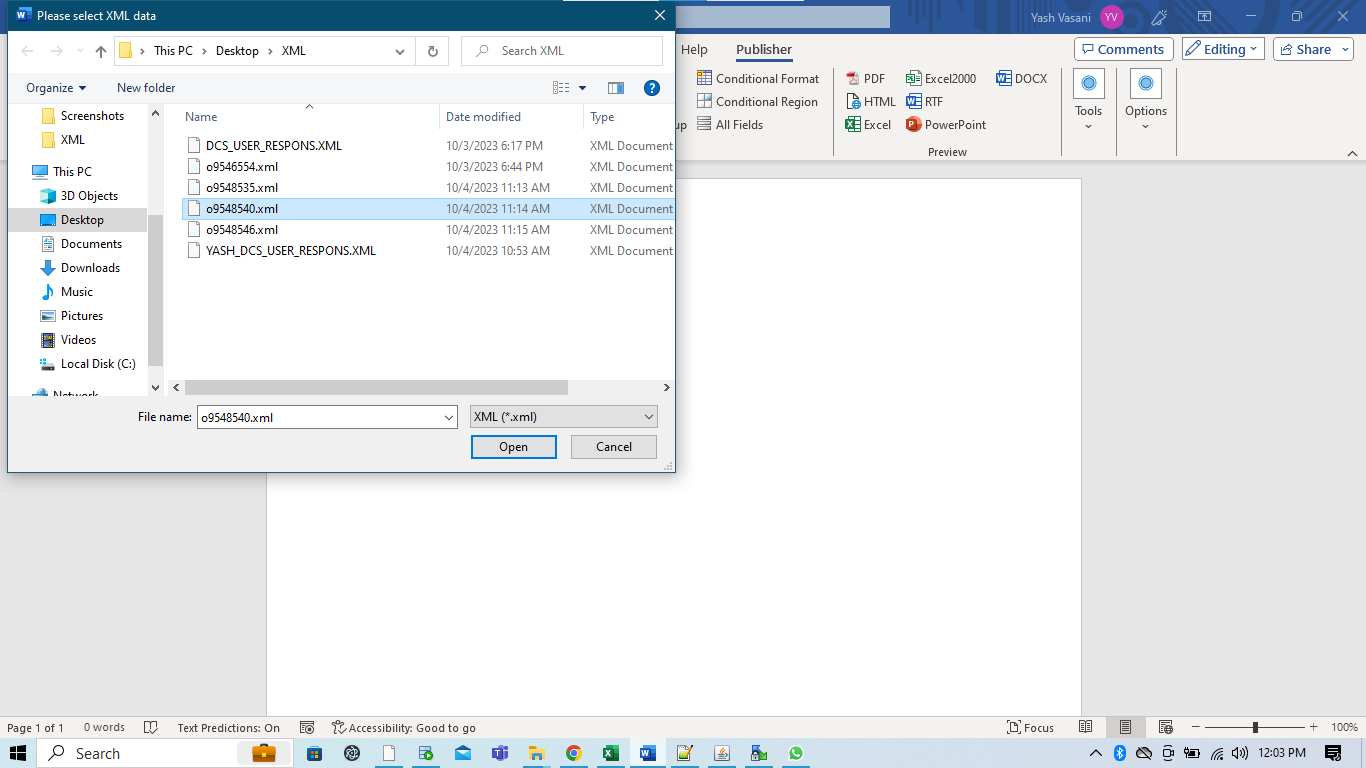 Please select XML data
Yash Vasani YV
This PC Desktop XML
Search XML
Help Publisher
Comments Editing Share
Organize New folder
Conditional Format
Conditional Region
All Fields
PDF Excel2000 DOCX
HTML RTF
Excel PowerPoint
Preview
Tools
Options
Screenshots
XML
This PC
3D Objects
Desktop
Documents
Downloads
Music
Pictures
Videos
Local Disk (C:)
Name Date modified Type
DCS_USER_RESPONS.XML 10/3/2023 6:17 PM XML Document
o9546554.xml 10/3/2023 6:44 PM XML Document
o9548535.xml 10/4/2023 11:13 AM XML Document
o9548540.xml 10/4/2023 11:14 AM XML Document
o9548546.xml 10/4/2023 11:15 AM XML Document
YASH_DCS_USER_RESPONS.XML 10/4/2023 10:53 AM XML Document
File name: o9548540.xml XML (*.xml)
Open Cancel
Page 1 of 1 0 words Text Predictions: On Accessibility: Good to go Focus 100%
Search 12:03 PM